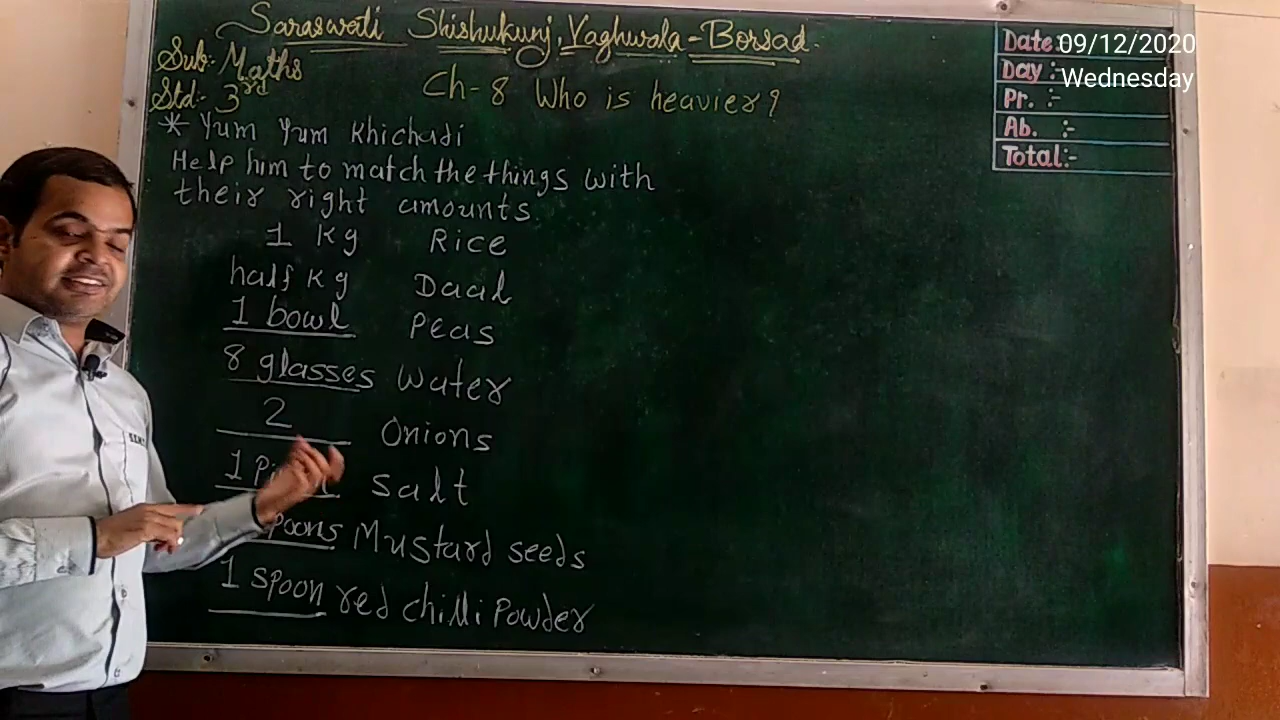 Saraswati Shishukunj, Vaghwala-Borsad.
Sub:- Maths
Std:- 3rd
Ch-8 Who is heavier?
Date:-
09/12/2020
Day :-
Wednesday
Pr. :-
Ab. :-
Total:-
* Yum Yum Khichadi
Help him to match the things with
their right amounts.
1 Kg Rice
half Kg Daal
1 bowl Peas
8 glasses Water
2 Onions
1 Salt
Mustard seeds
1 spoon red chilli Powder